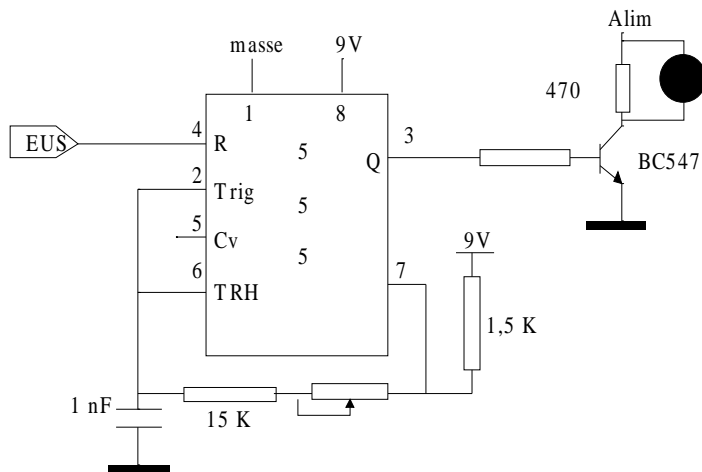 Alim
masse 9V
470
1 8
EUS 4 R 5 Q 3 BC547
2 Trig 5
5 Cv 5 9V
6 TRH 7
1,5 K
1 nF 15 K